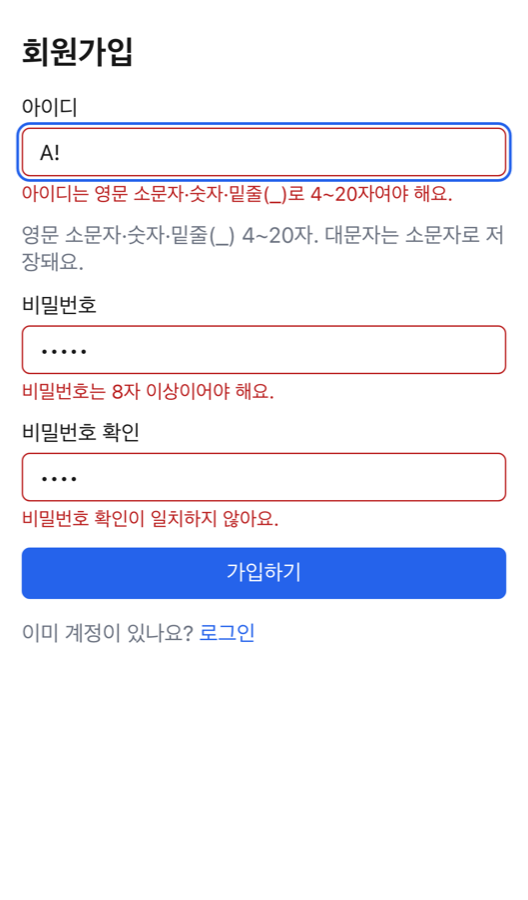 회원가입
아이디
A!
아이디는 영문 소문자·숫자·밑줄(_)로 4~20자여야 해요.
영문 소문자·숫자·밑줄(_) 4~20자. 대문자는 소문자로 저
장돼요.
비밀번호
•••••
비밀번호는 8자 이상이어야 해요.
비밀번호 확인
••••
비밀번호 확인이 일치하지 않아요.
가입하기
이미 계정이 있나요? 로그인